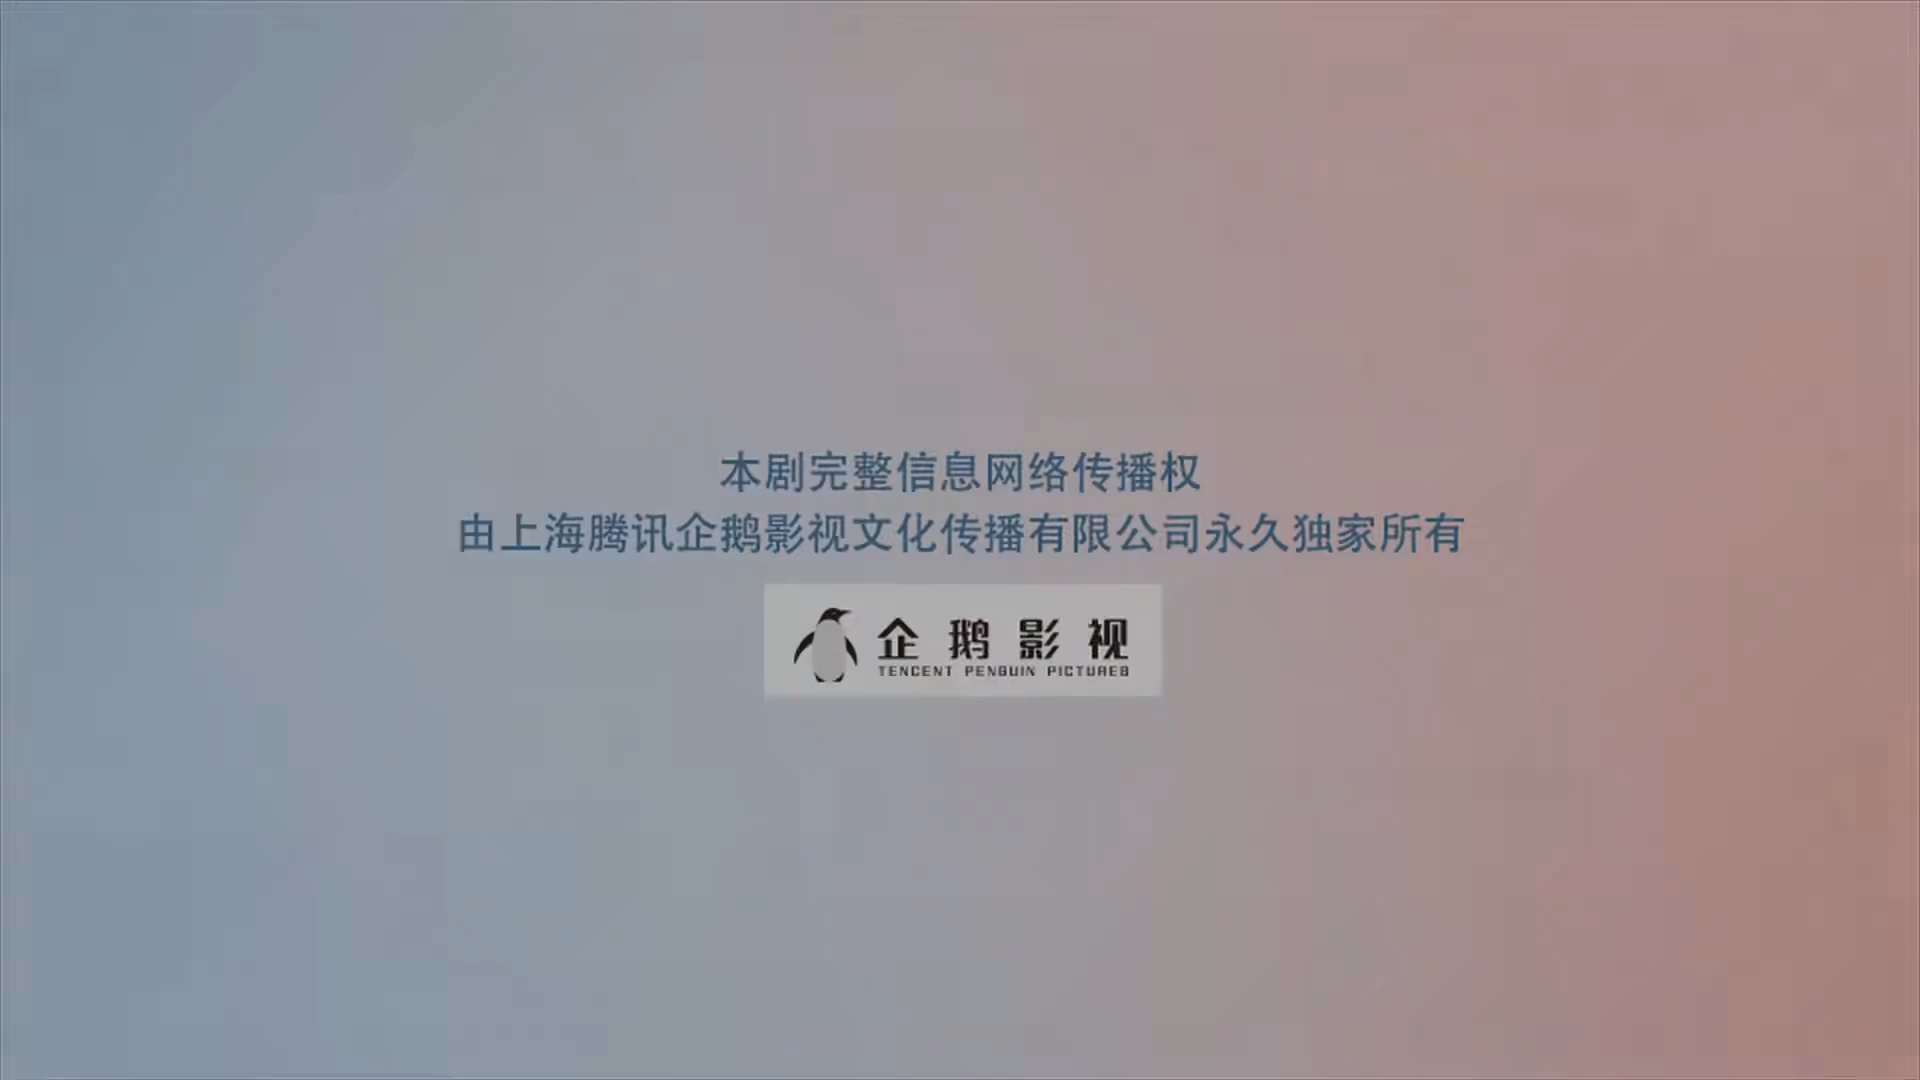 本剧完整信息网络传播权
由上海腾讯企鹅影视文化传播有限公司永久独家所有
企鹅影视
TENCENT PENGUIN PICTURES